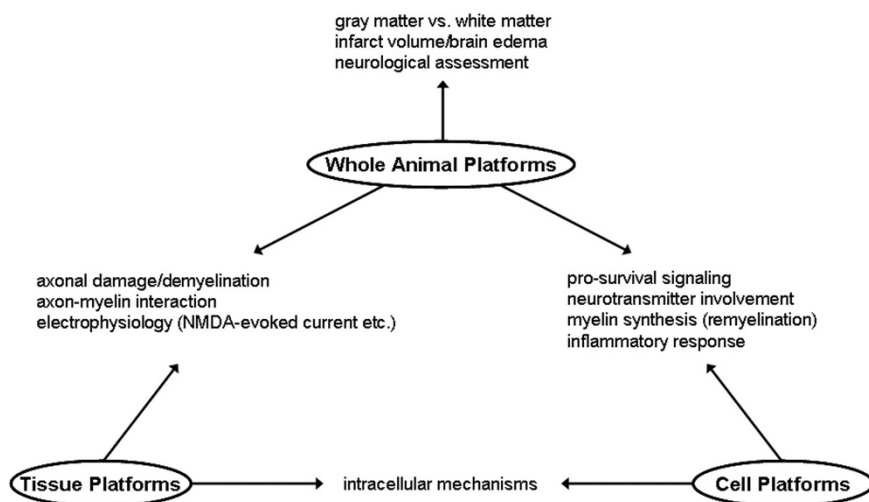 gray matter vs. white matter
infarct volume/brain edema
neurological assessment
Whole Animal Platforms
axonal damage/demyelination
axon-myelin interaction
electrophysiology (NMDA-evoked current etc.)
pro-survival signaling
neurotransmitter involvement
myelin synthesis (remyelination)
inflammatory response
Tissue Platforms
intracellular mechanisms
Cell Platforms